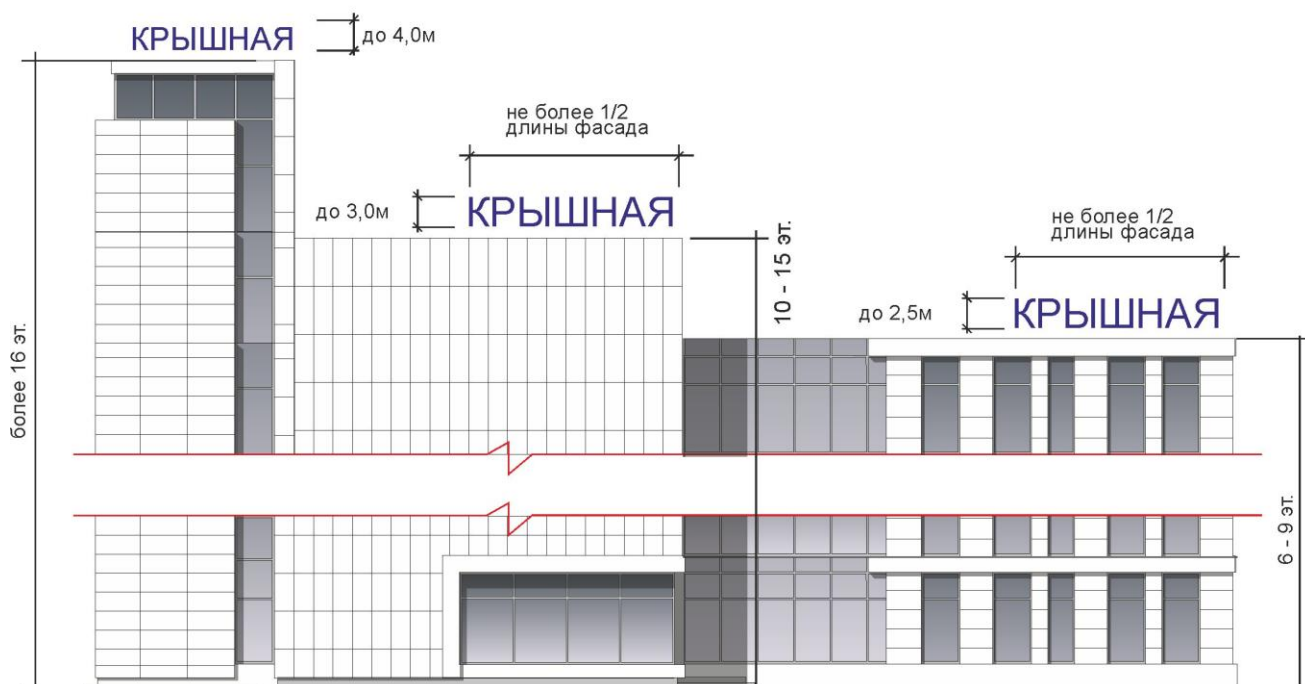 КРЫШНАЯ
до 4,0м
не более 1/2
длины фасада
до 3,0м
КРЫШНАЯ
не более 1/2
длины фасада
до 2,5м
КРЫШНАЯ
более 16 эт.
10 - 15 эт.
6 - 9 эт.